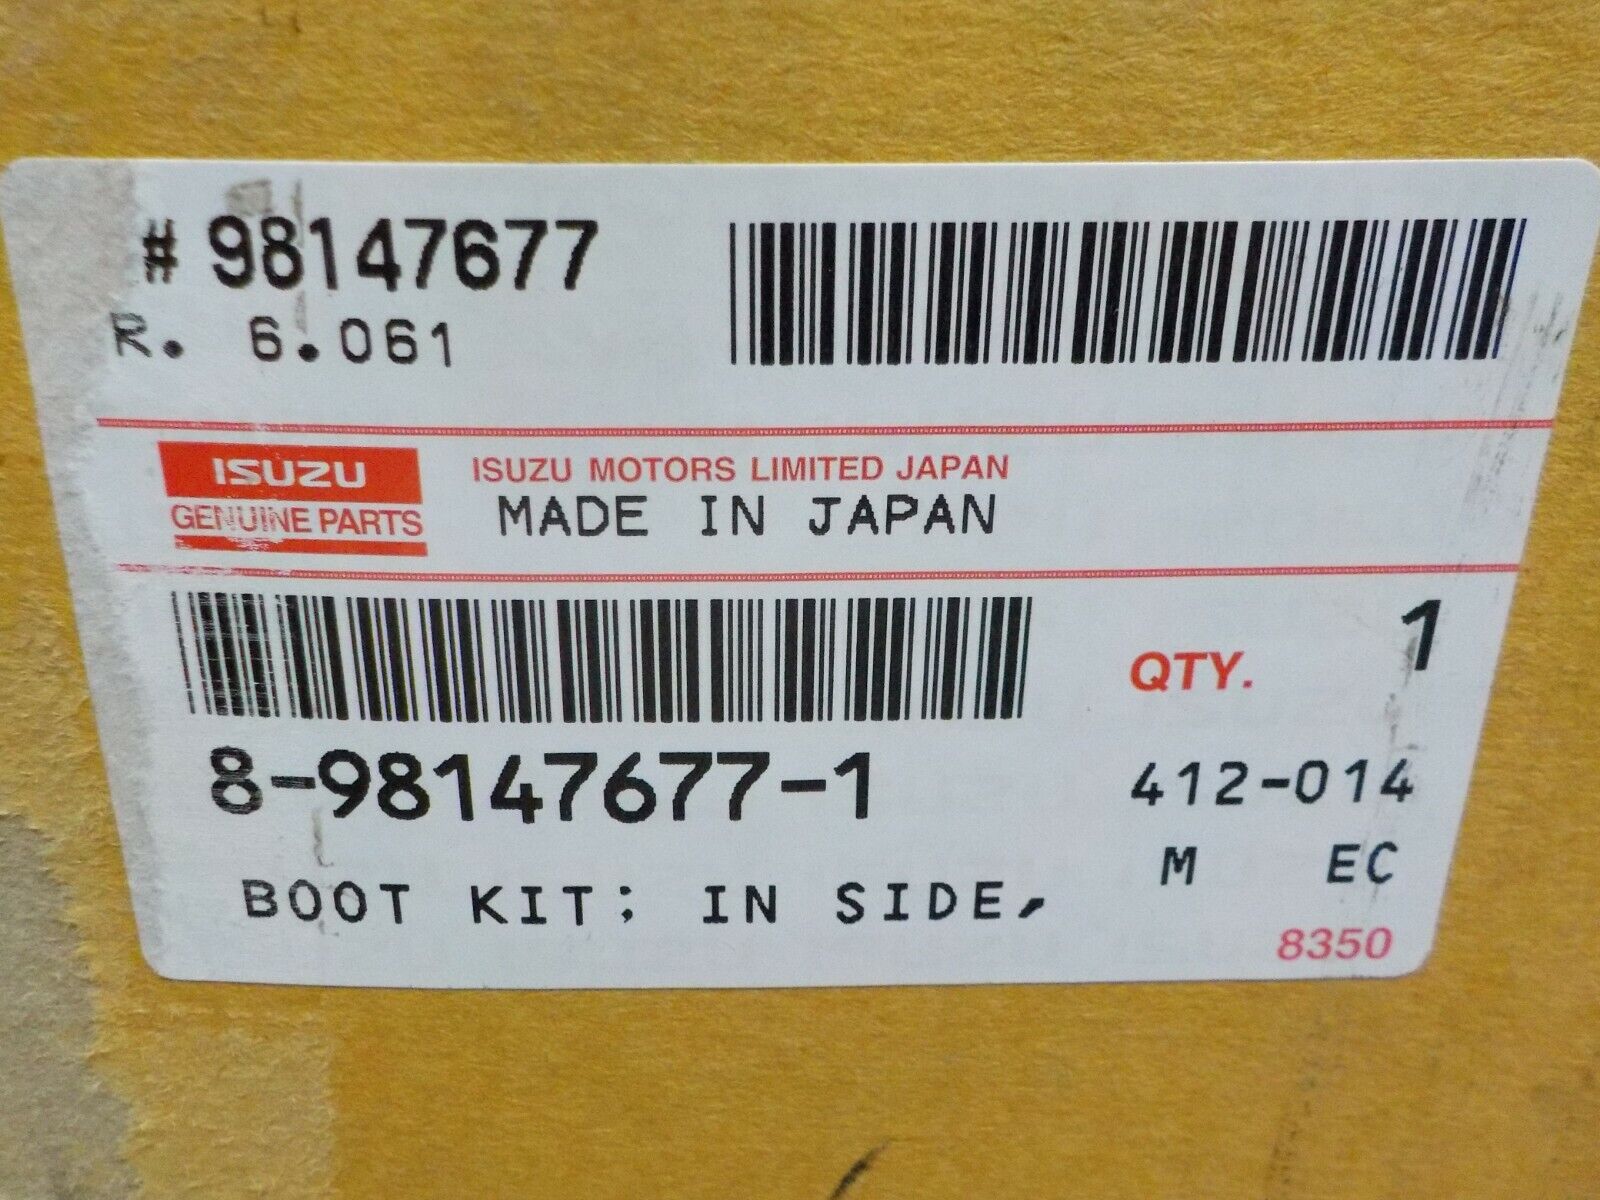 # 98147677
R. 6.061
ISUZU
GENUINE PARTS
ISUZU MOTORS LIMITED JAPAN
MADE IN JAPAN
QTY. 1
8-98147677-1
412-014
M EC
BOOT KIT; IN SIDE,
8350